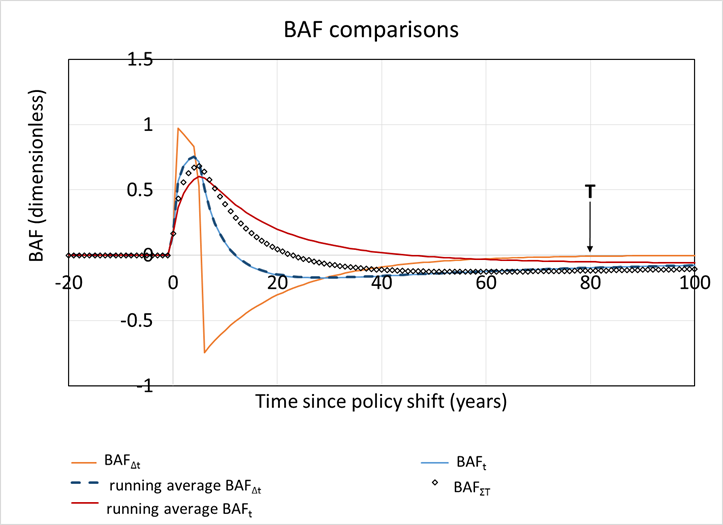 BAF comparisons
1.5
1
0.5
0
-0.5
-1
BAF (dimensionless)
T
-20
0
20
40
60
80
100
Time since policy shift (years)
BAFΔt
BAFt
running average BAFΔt
BAFΣT
running average BAFt